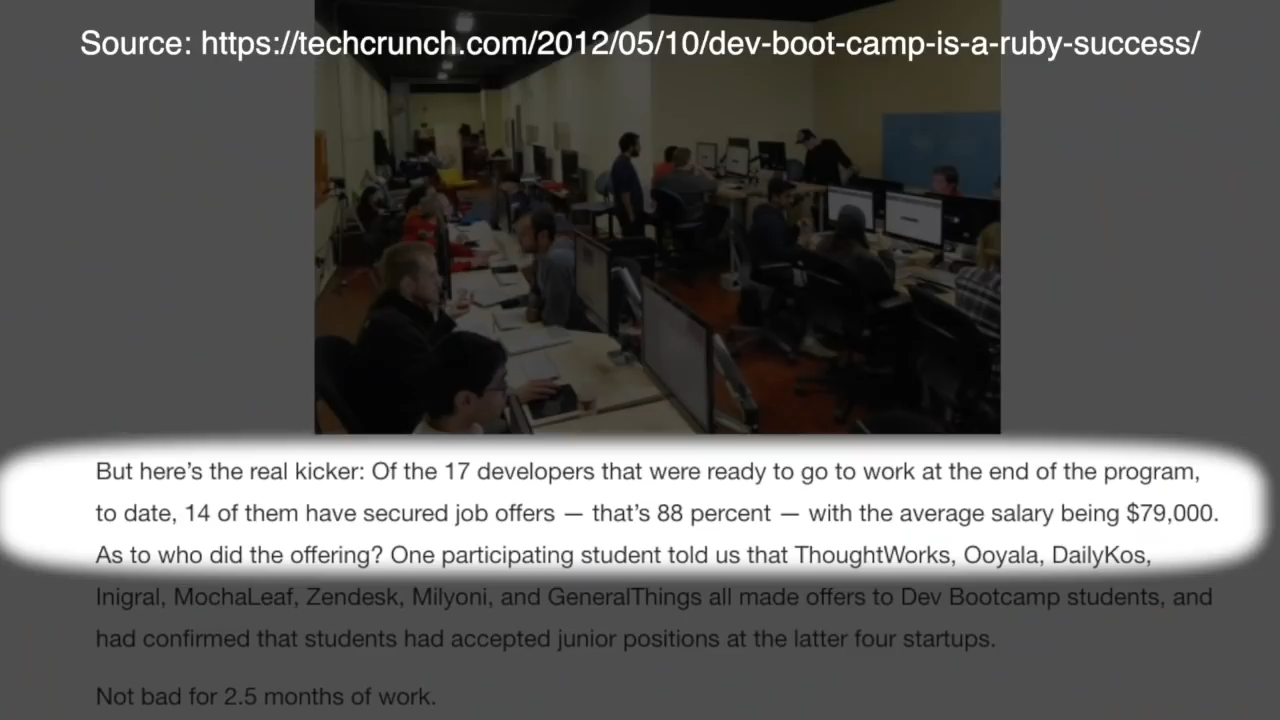 Source: https://techcrunch.com/2012/05/10/dev-boot-camp-is-a-ruby-success/
But here's the real kicker: Of the 17 developers that were ready to go to work at the end of the program,
to date, 14 of them have secured job offers — that's 88 percent — with the average salary being $79,000.
As to who did the offering? One participating student told us that ThoughtWorks, Ooyala, DailyKos,
Inigral, MochaLeaf, Zendesk, Milyoni, and GeneralThings all made offers to Dev Bootcamp students, and
had confirmed that students had accepted junior positions at the latter four startups.
Not bad for 2.5 months of work.